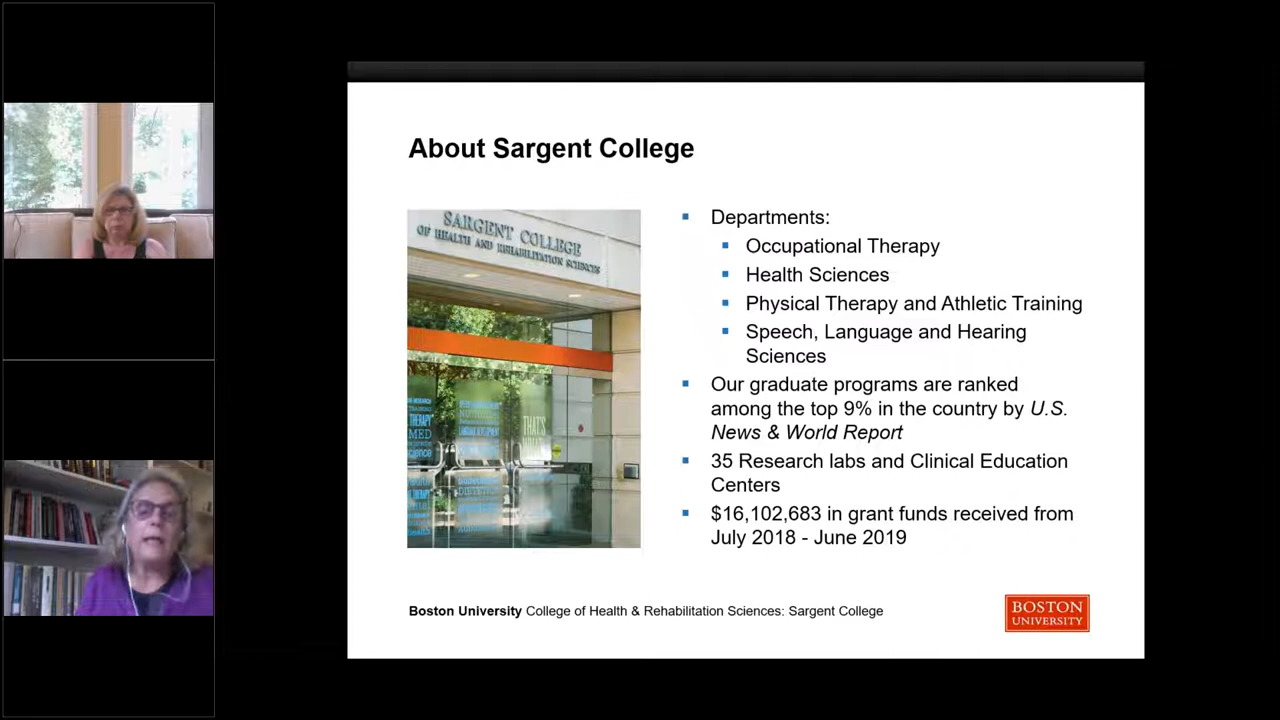 About Sargent College
SARGENT COLLEGE
OF HEALTH AND REHABILITATION SCIENCES
THAT'S
▪ Departments:
▪ Occupational Therapy
▪ Health Sciences
▪ Physical Therapy and Athletic Training
▪ Speech, Language and Hearing
Sciences
▪ Our graduate programs are ranked
among the top 9% in the country by U.S.
News & World Report
▪ 35 Research labs and Clinical Education
Centers
▪ $16,102,683 in grant funds received from
July 2018 - June 2019
Boston University College of Health & Rehabilitation Sciences: Sargent College
BOSTON
UNIVERSITY